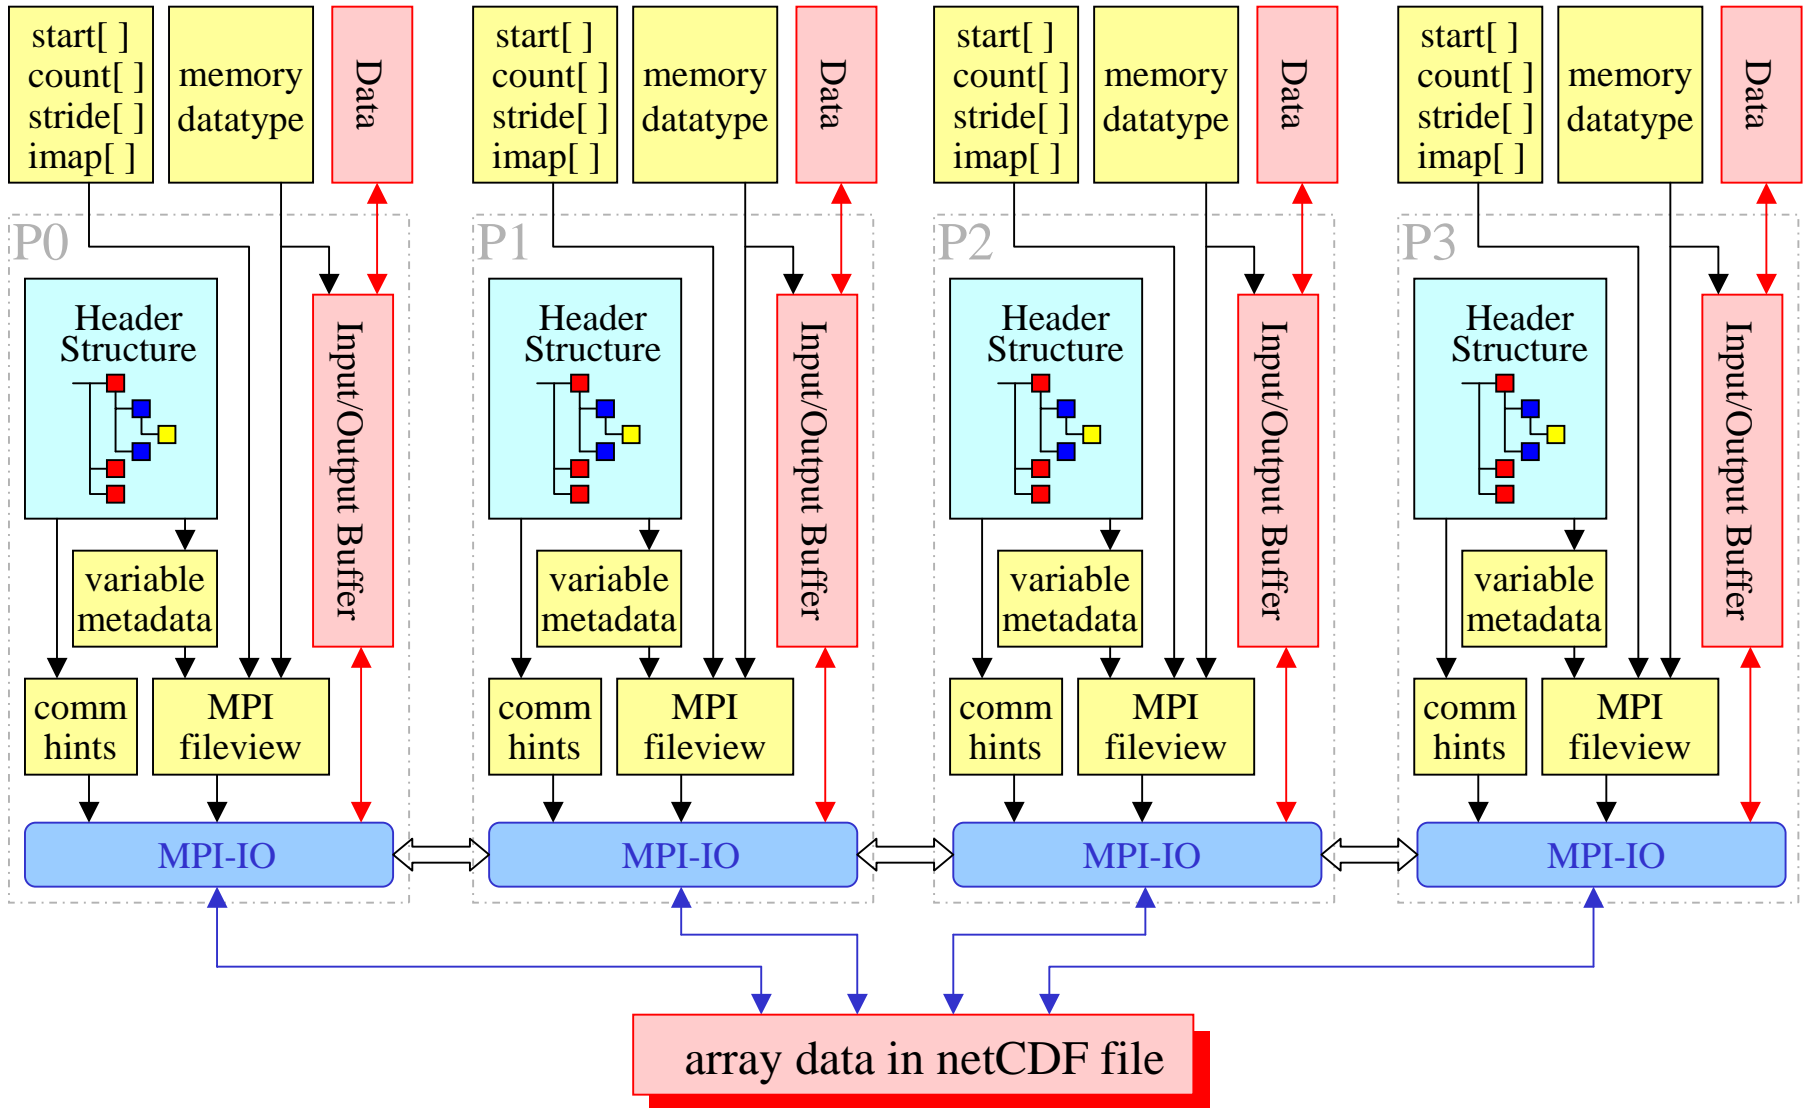 start[ ]
count[ ]
stride[ ]
imap[ ]
memory
datatype
Data
P0
Header
Structure
Input/Output Buffer
variable
metadata
comm
hints
MPI
fileview
MPI-IO
start[ ]
count[ ]
stride[ ]
imap[ ]
memory
datatype
Data
P1
Header
Structure
Input/Output Buffer
variable
metadata
comm
hints
MPI
fileview
MPI-IO
start[ ]
count[ ]
stride[ ]
imap[ ]
memory
datatype
Data
P2
Header
Structure
Input/Output Buffer
variable
metadata
comm
hints
MPI
fileview
MPI-IO
start[ ]
count[ ]
stride[ ]
imap[ ]
memory
datatype
Data
P3
Header
Structure
Input/Output Buffer
variable
metadata
comm
hints
MPI
fileview
MPI-IO
array data in netCDF file